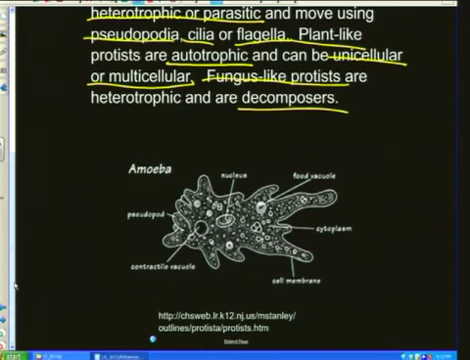 heterotrophic or parasitic and move using
pseudopodia, cilia or flagella. Plant-like
protists are autotrophic and can be unicellular
or multicellular. Fungus-like protists are
heterotrophic and are decomposers.
Amoeba
nucleus
food vacuole
pseudopod
cytoplasm
contractile vacuole
cell membrane
http://chsweb.lr.k12.nj.us/mstanley/
outlines/protista/protists.htm
Extend Page
start